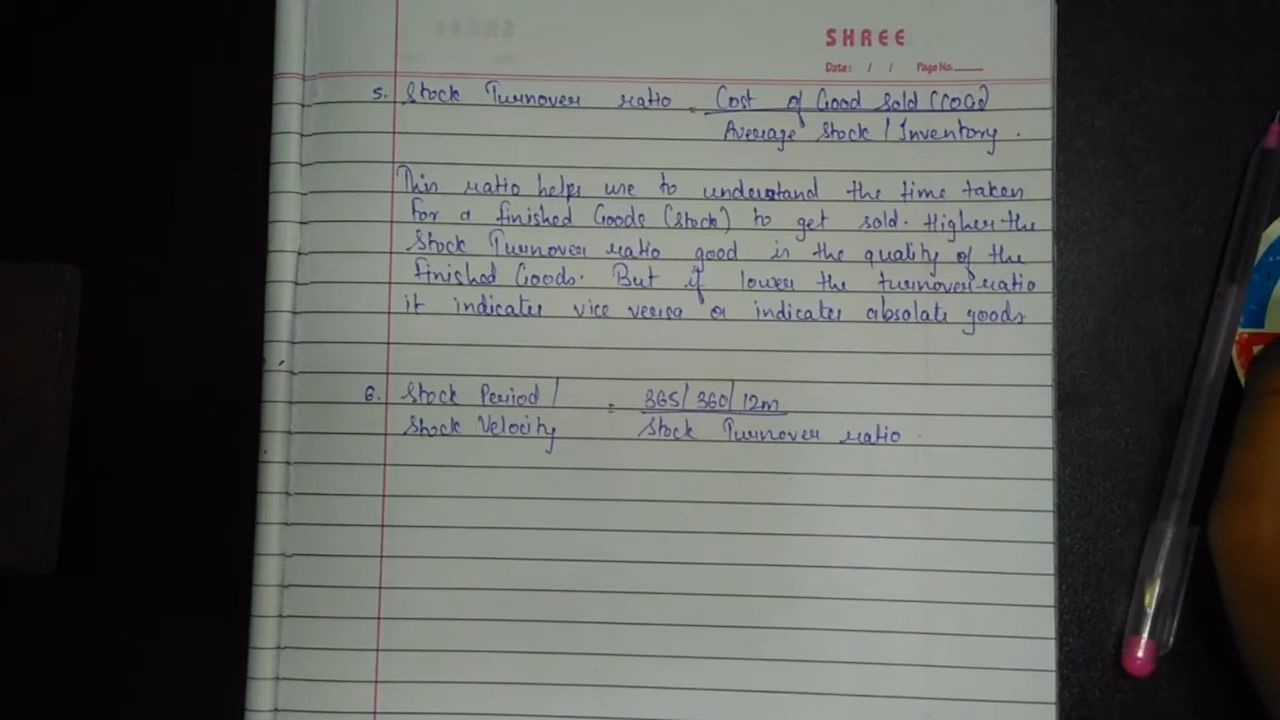 SHREE
Date: / / Page No.
5. Stock Turnover ratio = Cost of Good Sold (COG)
Average Stock / Inventory.
This ratio helps use to understand the time taken
for a finished Goods (Stock) to get sold. Higher the
Stock Turnover ratio good is the quality of the
finished Goods. But if lower the turnover ratio
it indicates vice versa or indicates absolate goods
6. Stock Period / = 365/ 360/ 12m
Stock Velocity Stock Turnover ratio